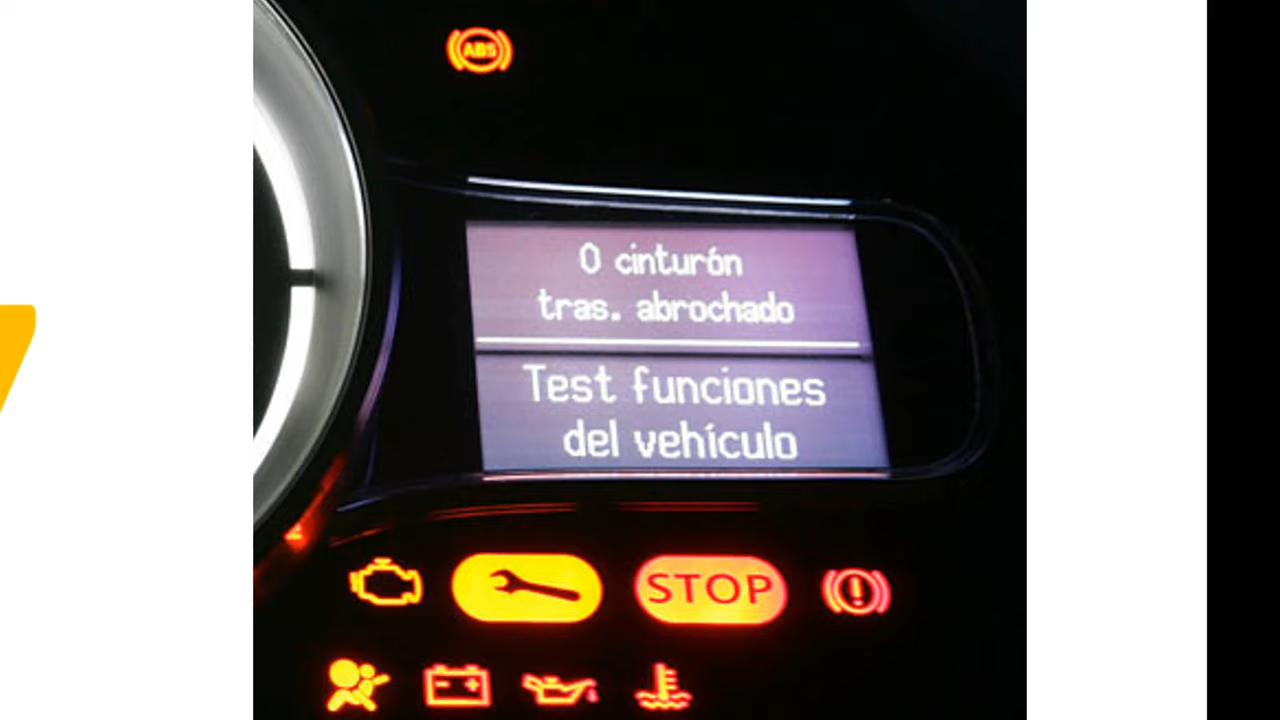 ABS
0 cinturón
tras. abrochado
Test funciones
del vehículo
STOP